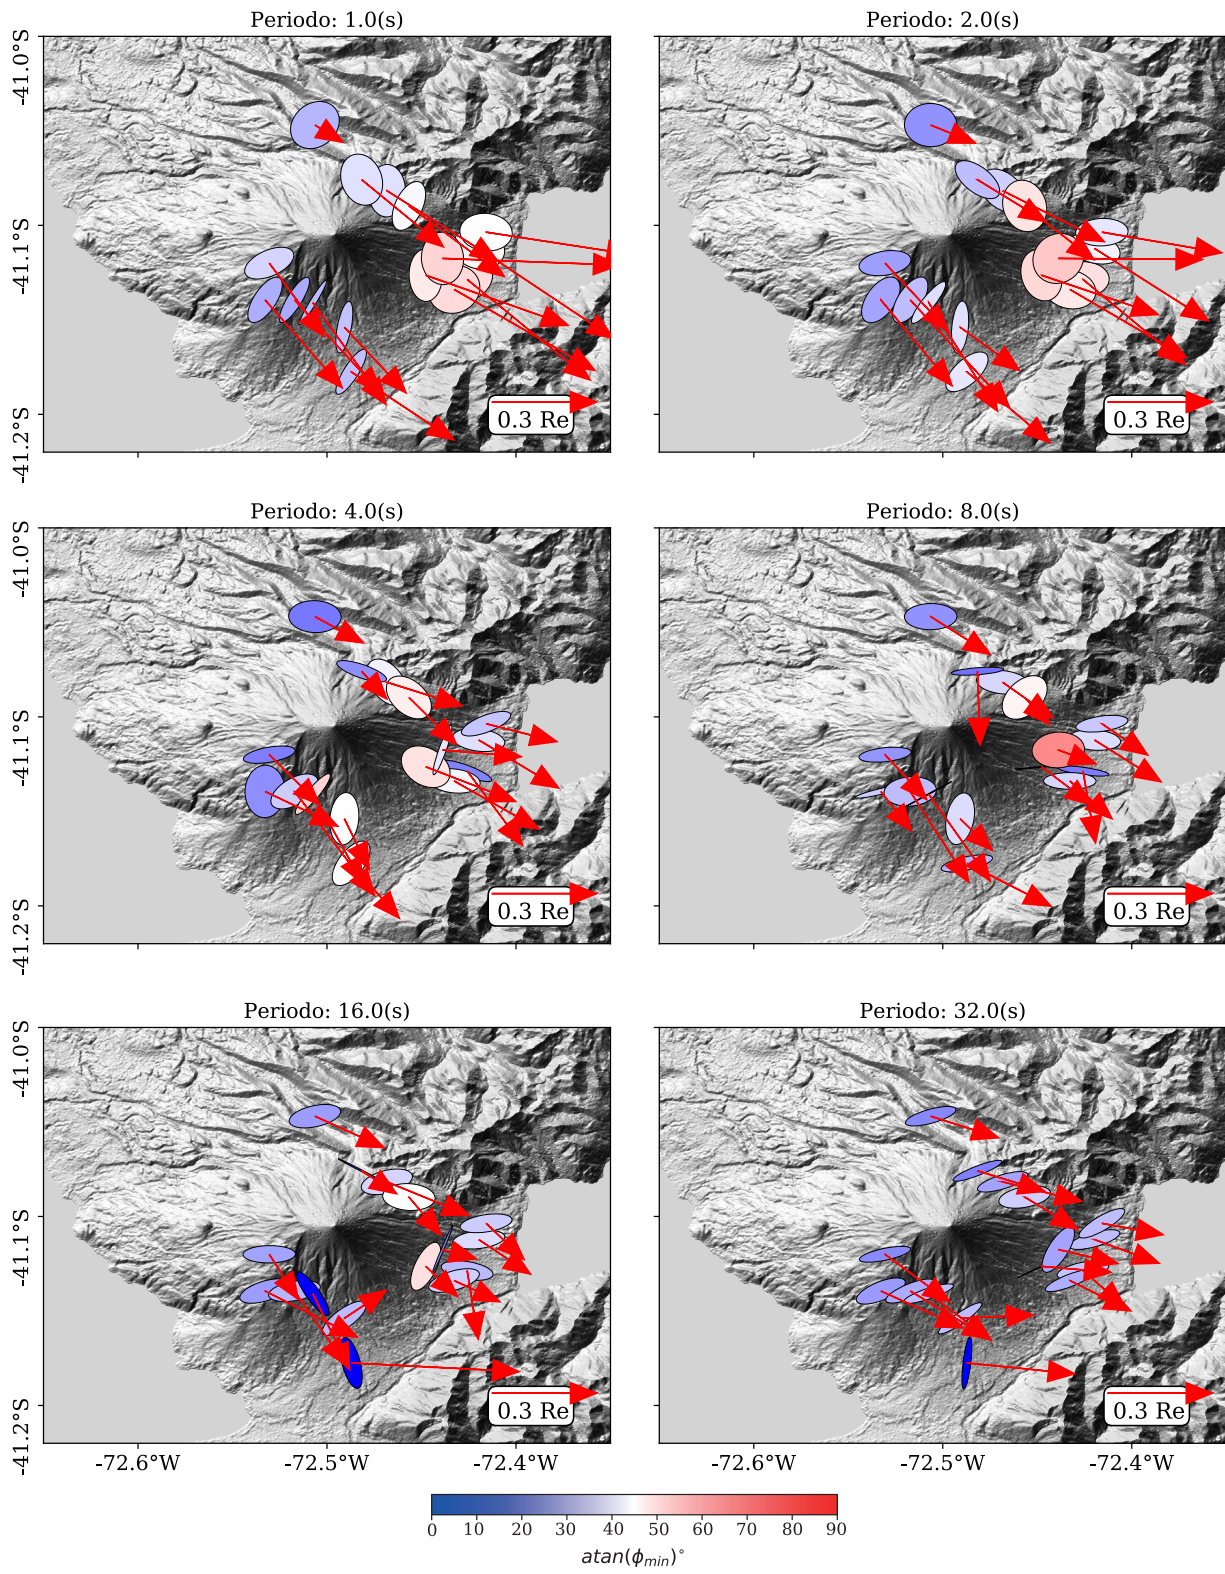 Periodo: 1.0(s)
Periodo: 2.0(s)
-41.0°S
-41.1°S
-41.2°S
0.3 Re
0.3 Re
Periodo: 4.0(s)
Periodo: 8.0(s)
-41.0°S
-41.1°S
-41.2°S
0.3 Re
0.3 Re
Periodo: 16.0(s)
Periodo: 32.0(s)
-41.0°S
-41.1°S
-41.2°S
0.3 Re
0.3 Re
-72.6°W -72.5°W -72.4°W
-72.6°W -72.5°W -72.4°W
0 10 20 30 40 50 60 70 80 90
atan(ϕmin)°